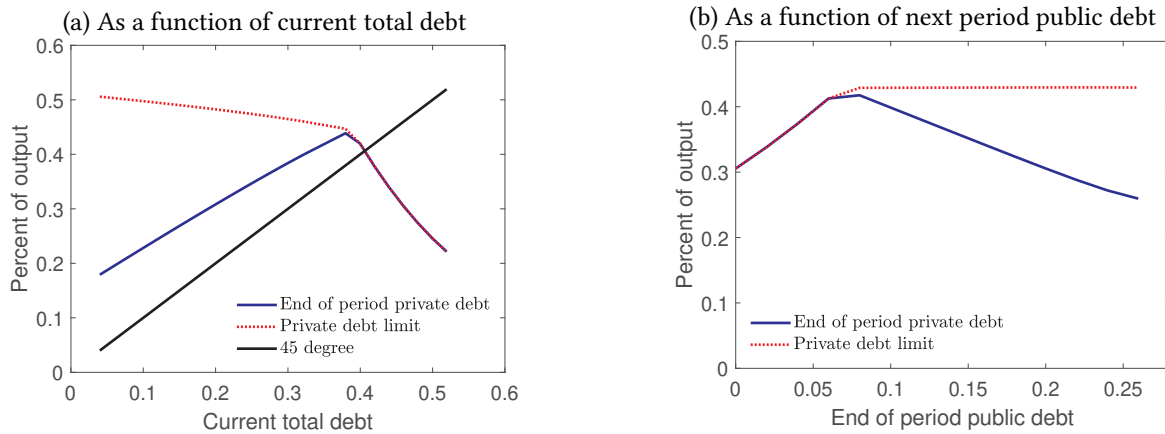 (a) As a function of current total debt
0.6
0.5
0.4
0.3
0.2
0.1
0
Percent of output
End of period private debt
Private debt limit
45 degree
0 0.1 0.2 0.3 0.4 0.5 0.6
Current total debt
(b) As a function of next period public debt
0.5
0.4
0.3
0.2
0.1
0
Percent of output
End of period private debt
Private debt limit
0 0.05 0.1 0.15 0.2 0.25
End of period public debt